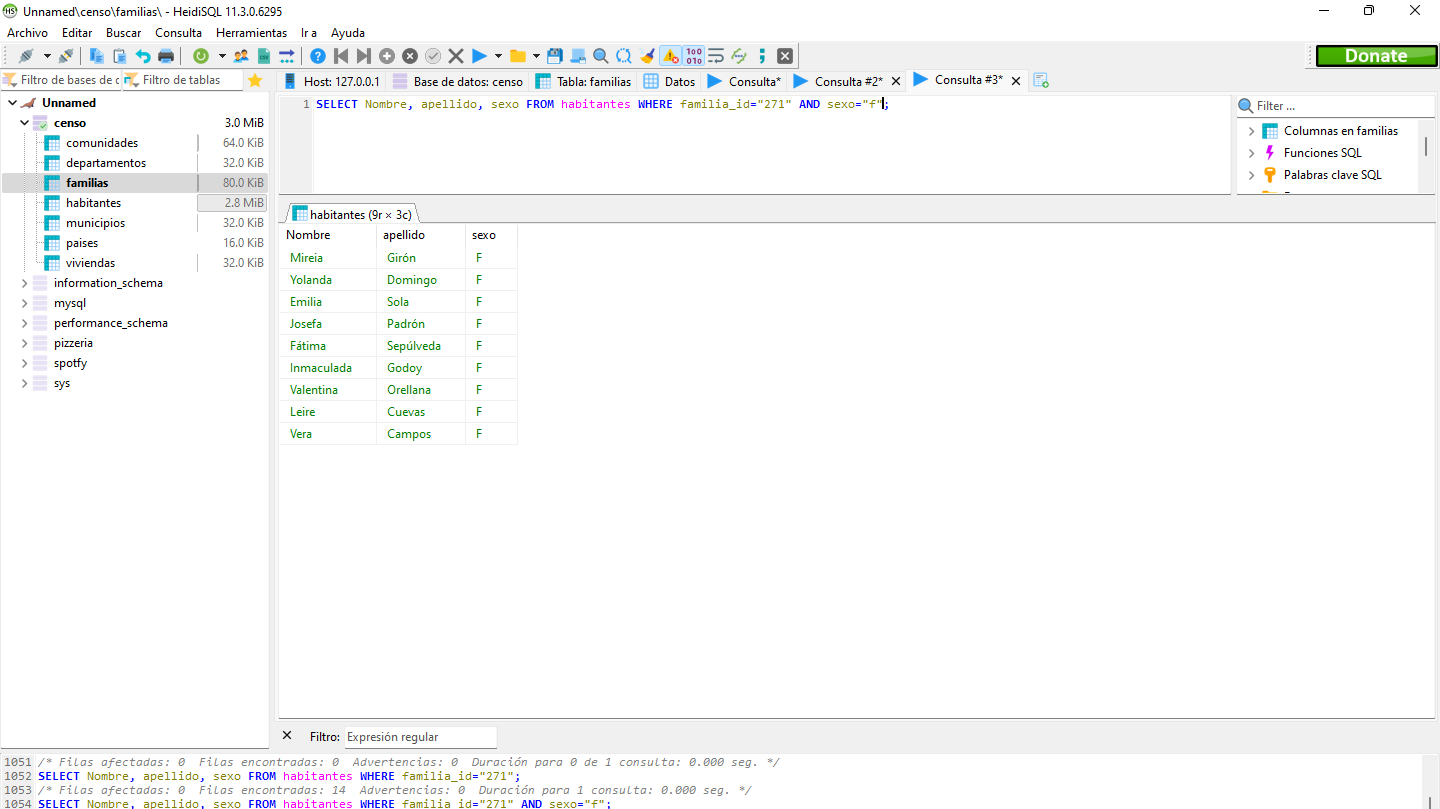 Unnamed\censo\familias\ - HeidiSQL 11.3.0.6295
Archivo Editar Buscar Consulta Herramientas Ir a Ayuda
Donate
Filtro de bases de d Filtro de tablas
Host: 127.0.0.1 Base de datos: censo Tabla: familias Datos Consulta* Consulta #2* Consulta #3*
Unnamed
censo 3.0 MiB
comunidades 64.0 KiB
departamentos 32.0 KiB
familias 80.0 KiB
habitantes 2.8 MiB
municipios 32.0 KiB
paises 16.0 KiB
viviendas 32.0 KiB
information_schema
mysql
performance_schema
pizzeria
spotfy
sys
1 SELECT Nombre, apellido, sexo FROM habitantes WHERE familia_id="271" AND sexo="f";
Filter ...
Columnas en familias
Funciones SQL
Palabras clave SQL
habitantes (9r × 3c)
Nombre apellido sexo
Mireia Girón F
Yolanda Domingo F
Emilia Sola F
Josefa Padrón F
Fátima Sepúlveda F
Inmaculada Godoy F
Valentina Orellana F
Leire Cuevas F
Vera Campos F
Filtro: Expresión regular
1051 /* Filas afectadas: 0 Filas encontradas: 0 Advertencias: 0 Duración para 0 de 1 consulta: 0.000 seg. */
1052 SELECT Nombre, apellido, sexo FROM habitantes WHERE familia_id="271";
1053 /* Filas afectadas: 0 Filas encontradas: 14 Advertencias: 0 Duración para 1 consulta: 0.000 seg. */
1054 SELECT Nombre, apellido, sexo FROM habitantes WHERE familia_id="271" AND sexo="f";